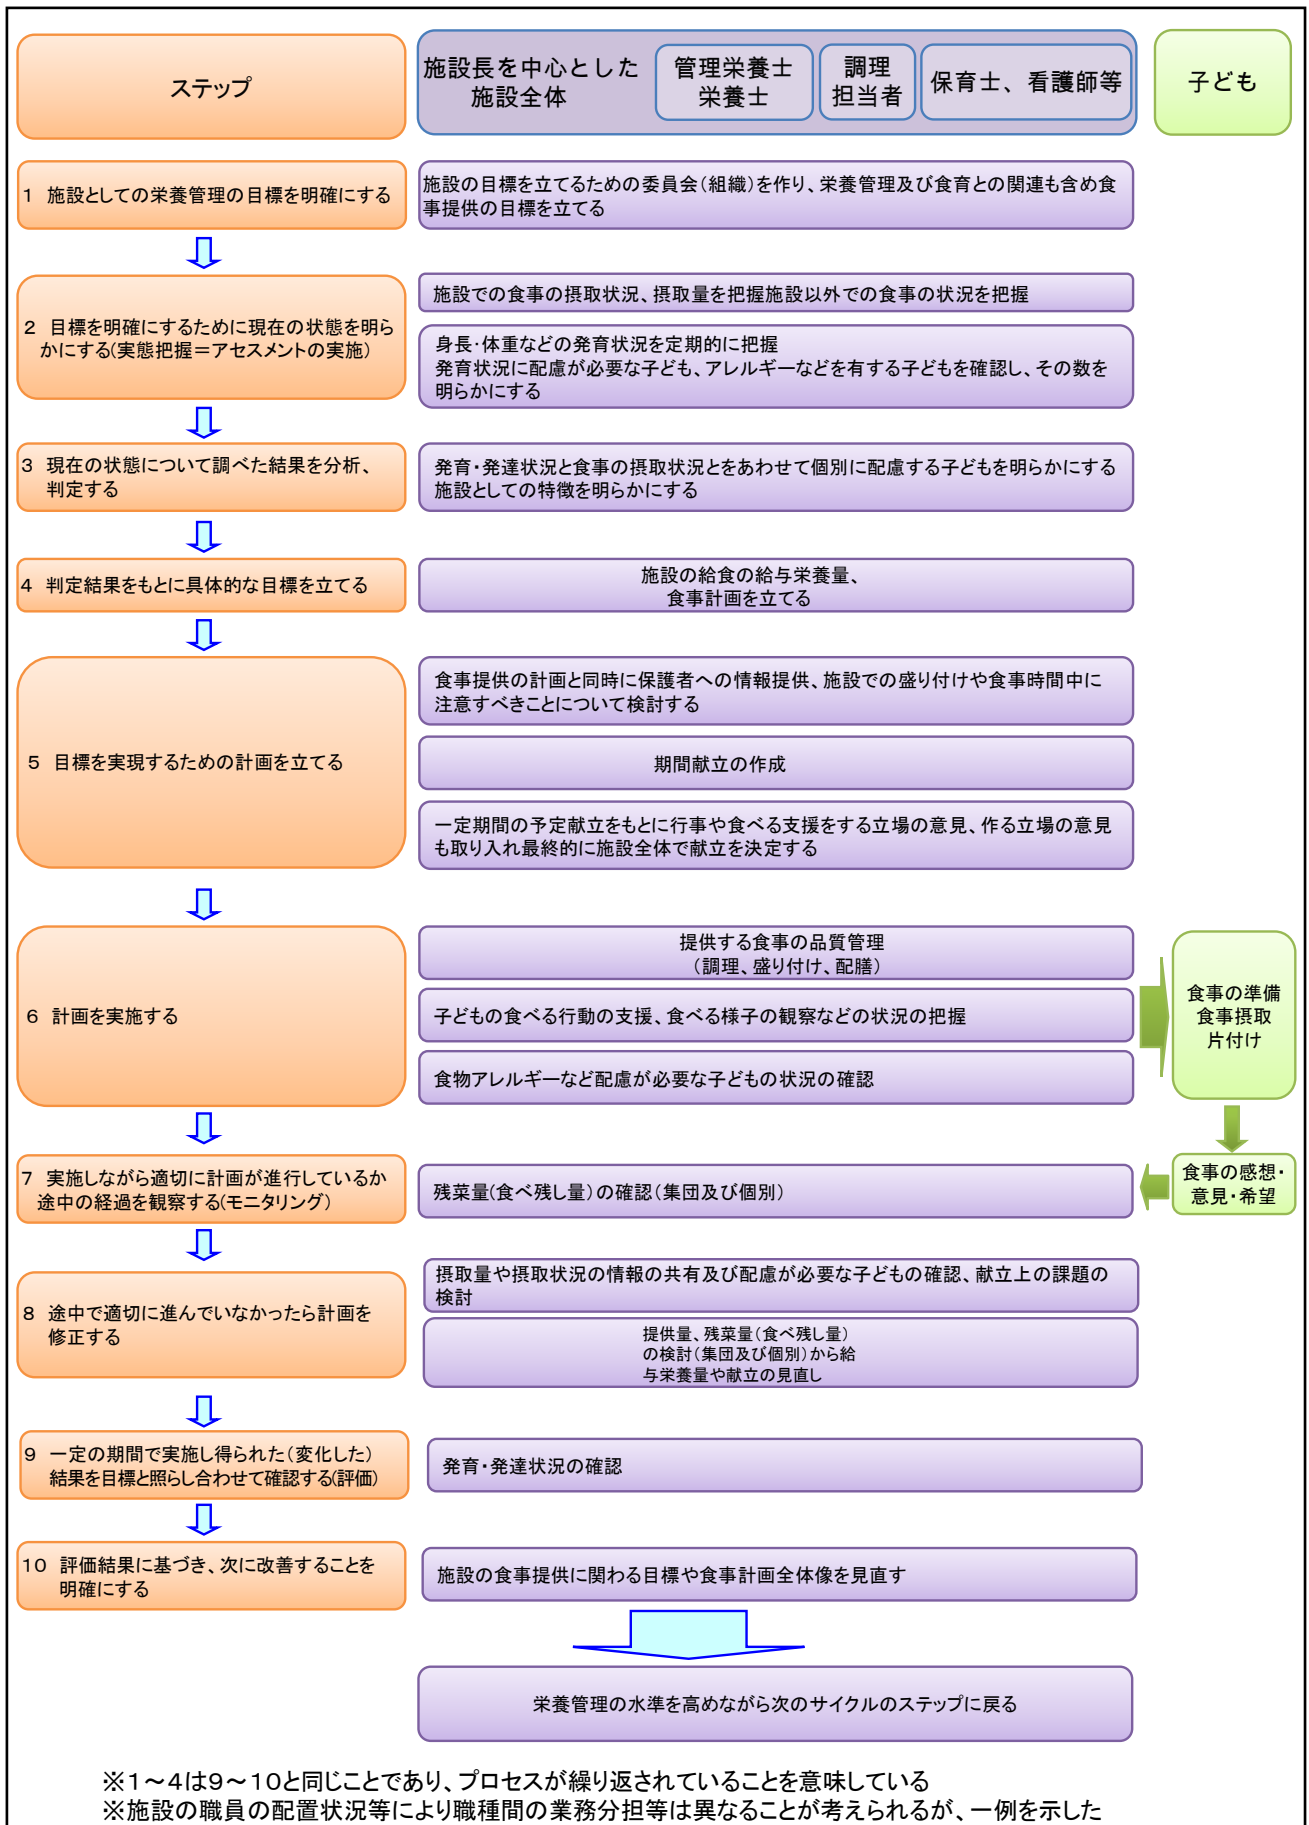 ステップ
施設長を中心とした
施設全体
管理栄養士
栄養士
調理
担当者
保育士、看護師等
子ども
1 施設としての栄養管理の目標を明確にする
施設の目標を立てるための委員会(組織)を作り、栄養管理及び食育との関連も含め食
事提供の目標を立てる
2 目標を明確にするために現在の状態を明ら
かにする(実態把握=アセスメントの実施)
施設での食事の摂取状況、摂取量を把握施設以外での食事の状況を把握
身長・体重などの発育状況を定期的に把握
発育状況に配慮が必要な子ども、アレルギーなどを有する子どもを確認し、その数を
明らかにする
3 現在の状態について調べた結果を分析、
判定する
発育・発達状況と食事の摂取状況とをあわせて個別に配慮する子どもを明らかにする
施設としての特徴を明らかにする
4 判定結果をもとに具体的な目標を立てる
施設の給食の給与栄養量、
食事計画を立てる
5 目標を実現するための計画を立てる
食事提供の計画と同時に保護者への情報提供、施設での盛り付けや食事時間中に
注意すべきことについて検討する
期間献立の作成
一定期間の予定献立をもとに行事や食べる支援をする立場の意見、作る立場の意見
も取り入れ最終的に施設全体で献立を決定する
6 計画を実施する
提供する食事の品質管理
(調理、盛り付け、配膳)
子どもの食べる行動の支援、食べる様子の観察などの状況の把握
食物アレルギーなど配慮が必要な子どもの状況の確認
食事の準備
食事摂取
片付け
7 実施しながら適切に計画が進行しているか
途中の経過を観察する(モニタリング)
残菜量(食べ残し量)の確認(集団及び個別)
食事の感想・
意見・希望
8 途中で適切に進んでいなかったら計画を
修正する
摂取量や摂取状況の情報の共有及び配慮が必要な子どもの確認、献立上の課題の
検討
提供量、残菜量(食べ残し量)
の検討(集団及び個別)から給
与栄養量や献立の見直し
9 一定の期間で実施し得られた(変化した)
結果を目標と照らし合わせて確認する(評価)
発育・発達状況の確認
10 評価結果に基づき、次に改善することを
明確にする
施設の食事提供に関わる目標や食事計画全体像を見直す
栄養管理の水準を高めながら次のサイクルのステップに戻る
※1~4は9~10と同じことであり、プロセスが繰り返されていることを意味している
※施設の職員の配置状況等により職種間の業務分担等は異なることが考えられるが、一例を示した